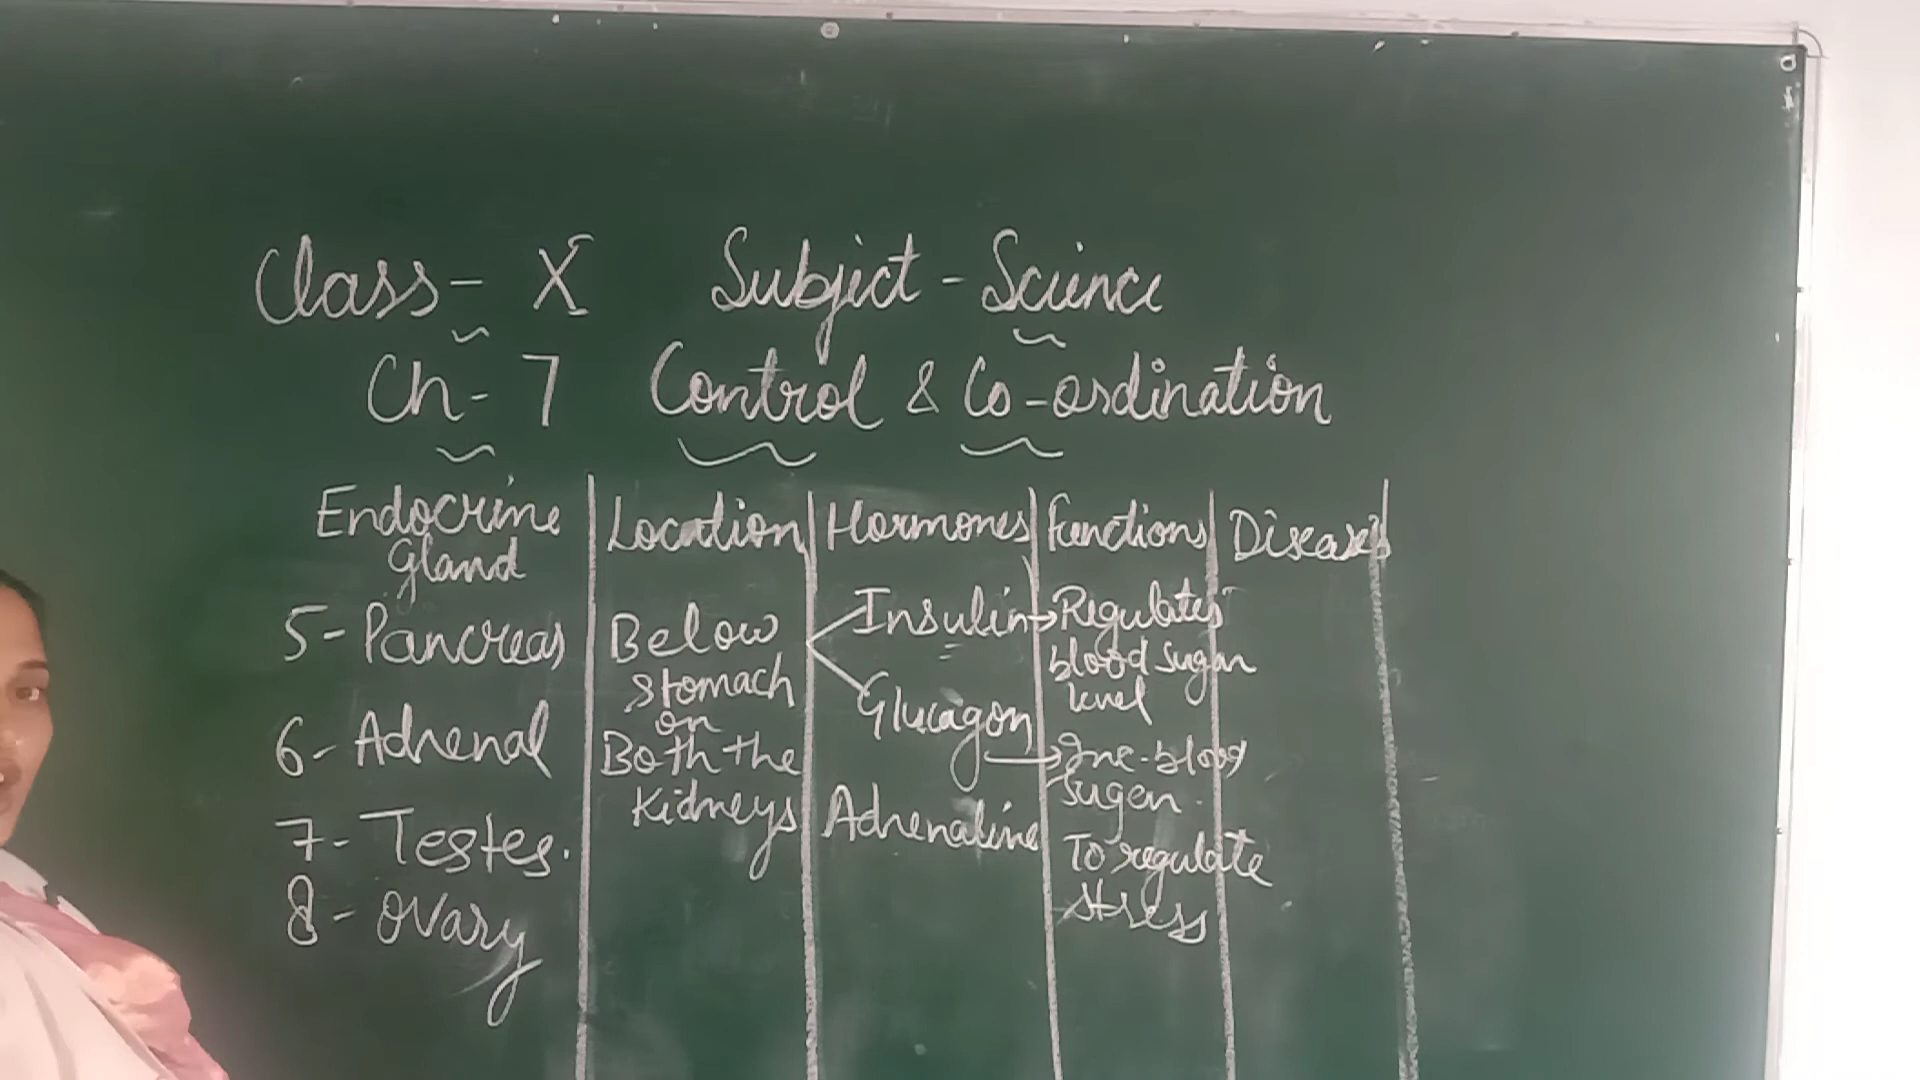 Class - X Subject - Science
Ch - 7 Control & Co-ordination
Endocrine Gland
Location
Hormones
Functions
Diseases
5- Pancreas
Below
stomach
Insulin → Regulates
blood sugar
level
Glucagon
→ Inc. blood
sugar.
6- Adrenal
on
Both the
Kidneys
Adrenaline
To regulate
stress
7- Testes.
8- Ovary